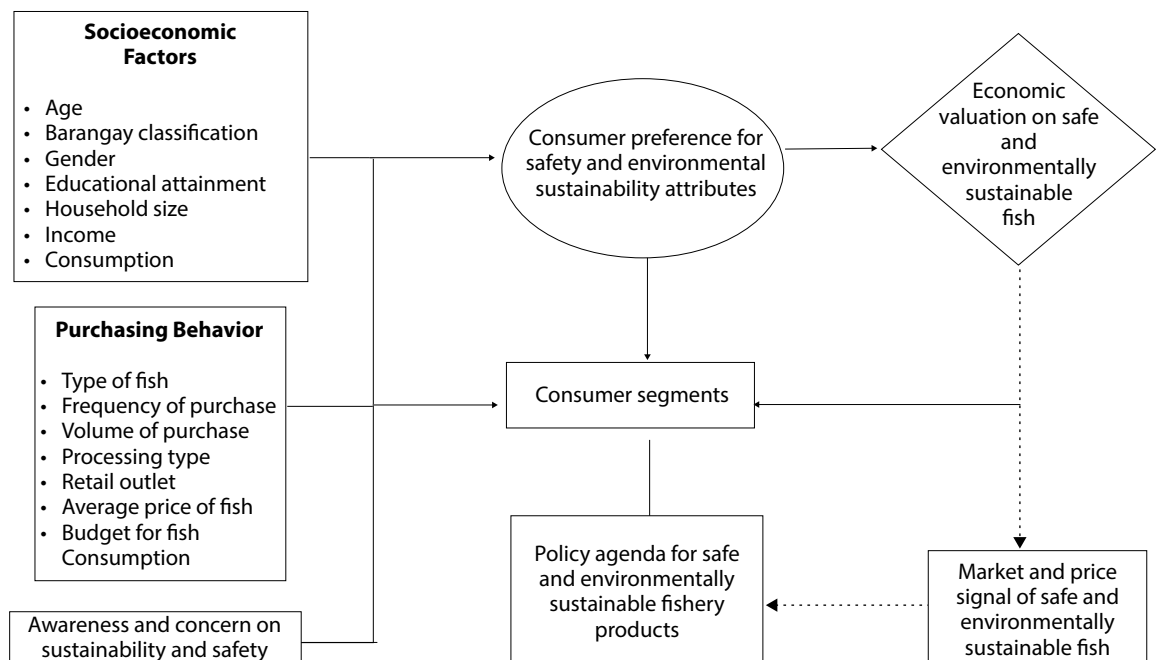 Socioeconomic
Factors
• Age
• Barangay classification
• Gender
• Educational attainment
• Household size
• Income
• Consumption
Purchasing Behavior
• Type of fish
• Frequency of purchase
• Volume of purchase
• Processing type
• Retail outlet
• Average price of fish
• Budget for fish
Consumption
Awareness and concern on
sustainability and safety
Consumer preference for
safety and environmental
sustainability attributes
Economic
valuation on safe
and
environmentally
sustainable
fish
Consumer segments
Policy agenda for safe
and environmentally
sustainable fishery
products
Market and price
signal of safe and
environmentally
sustainable fish